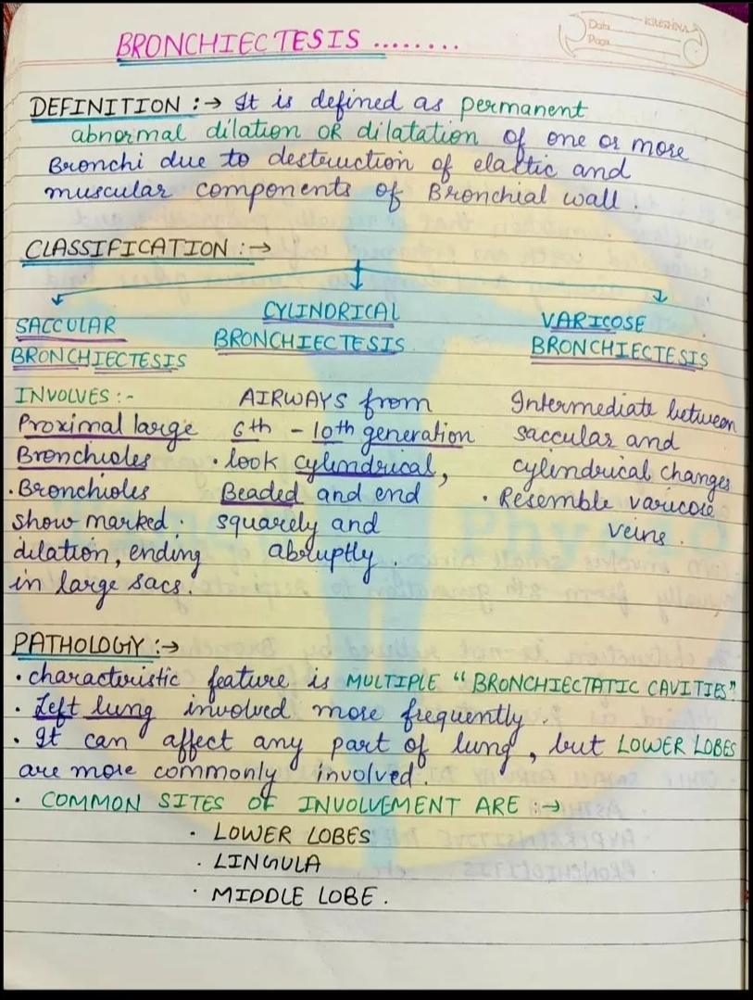 BRONCHIECTESIS ........
Date
Page
KRISHNA
DEFINITION :→ It is defined as permanent
abnormal dilation OR dilatation of one or more
Bronchi due to destruction of elastic and
muscular components of Bronchial wall.
CLASSIFICATION :→
SACCULAR
BRONCHIECTESIS
INVOLVES :-
Proximal large
Bronchioles
. Bronchioles
show marked
dilation, ending
in large sacs.
CYLINDRICAL
BRONCHIECTESIS
AIRWAYS from
6th - 10th generation
• look cylindrical,
Beaded and end
squarely and
abruptly.
VARICOSE
BRONCHIECTESIS
Intermediate between
saccular and
cylindrical changes
• Resemble varicose
veins.
PATHOLOGY :→
• characteristic feature is MULTIPLE "BRONCHIECTATIC CAVITIES"
• Left lung involved more frequently.
• It can affect any part of lung, but LOWER LOBES
are more commonly involved.
• COMMON SITES OF INVOLVEMENT ARE :→
• LOWER LOBES
• LINGULA
• MIDDLE LOBE.